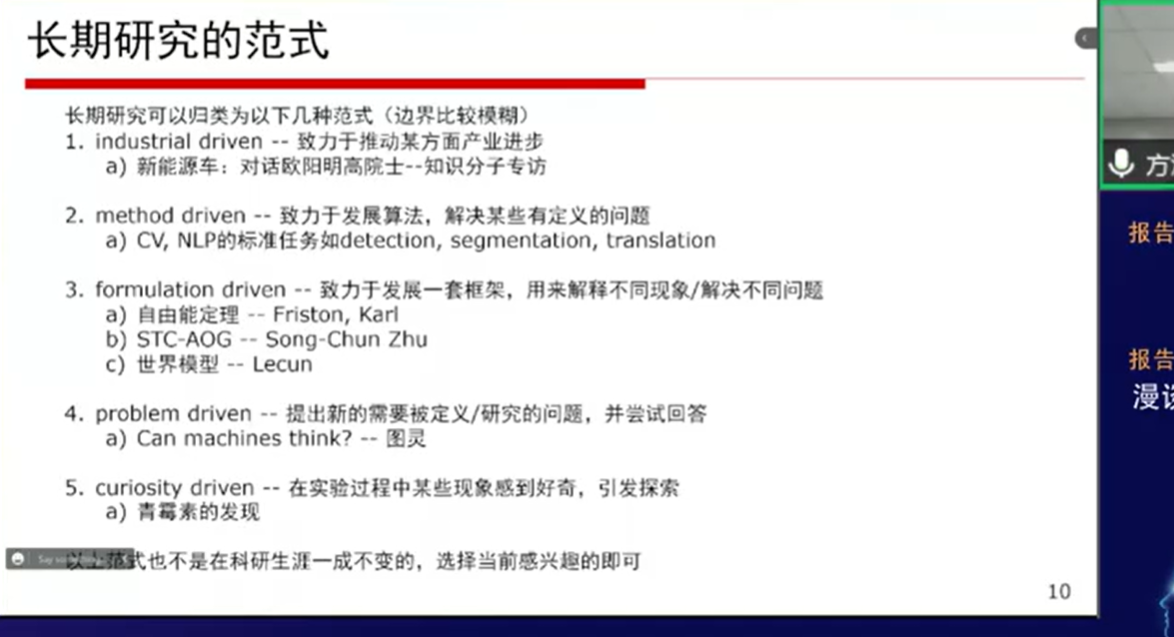 长期研究的范式
长期研究可以归类为以下几种范式（边界比较模糊）
1. industrial driven -- 致力于推动某方面产业进步
a) 新能源车：对话欧阳明高院士--知识分子专访
2. method driven -- 致力于发展算法，解决某些有定义的问题
a) CV, NLP的标准任务如detection, segmentation, translation
3. formulation driven -- 致力于发展一套框架，用来解释不同现象/解决不同问题
a) 自由能定理 -- Friston, Karl
b) STC-AOG -- Song-Chun Zhu
c) 世界模型 -- Lecun
4. problem driven -- 提出新的需要被定义/研究的问题，并尝试回答
a) Can machines think? -- 图灵
5. curiosity driven -- 在实验过程中某些现象感到好奇，引发探索
a) 青霉素的发现
以上范式也不是在科研生涯一成不变的，选择当前感兴趣的即可
10
方
报告
报告
漫